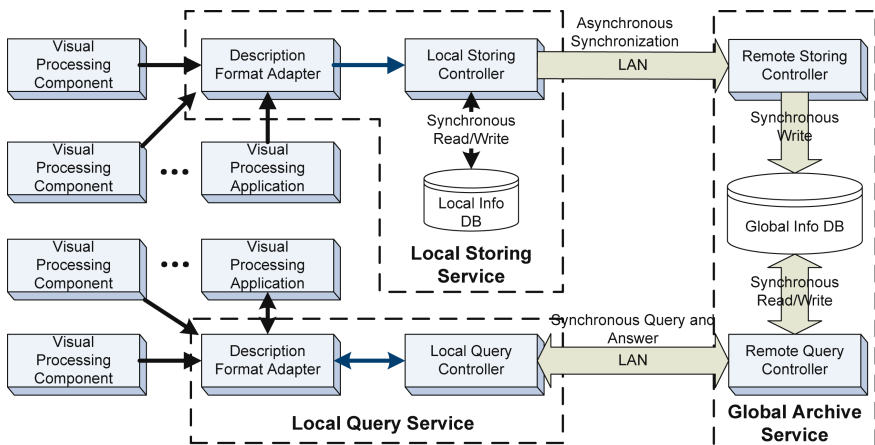 Visual
Processing
Component
Description
Format Adapter
Local Storing
Controller
Asynchronous
Synchronization
LAN
Remote Storing
Controller
Synchronous
Read/Write
Synchronous
Write
Visual
Processing
Component
Visual
Processing
Application
Local Info
DB
Global Info DB
Local Storing
Service
Visual
Processing
Component
Visual
Processing
Application
Synchronous
Read/Write
Synchronous Query and
Answer
LAN
Visual
Processing
Component
Description
Format Adapter
Local Query
Controller
Remote Query
Controller
Local Query Service
Global Archive
Service